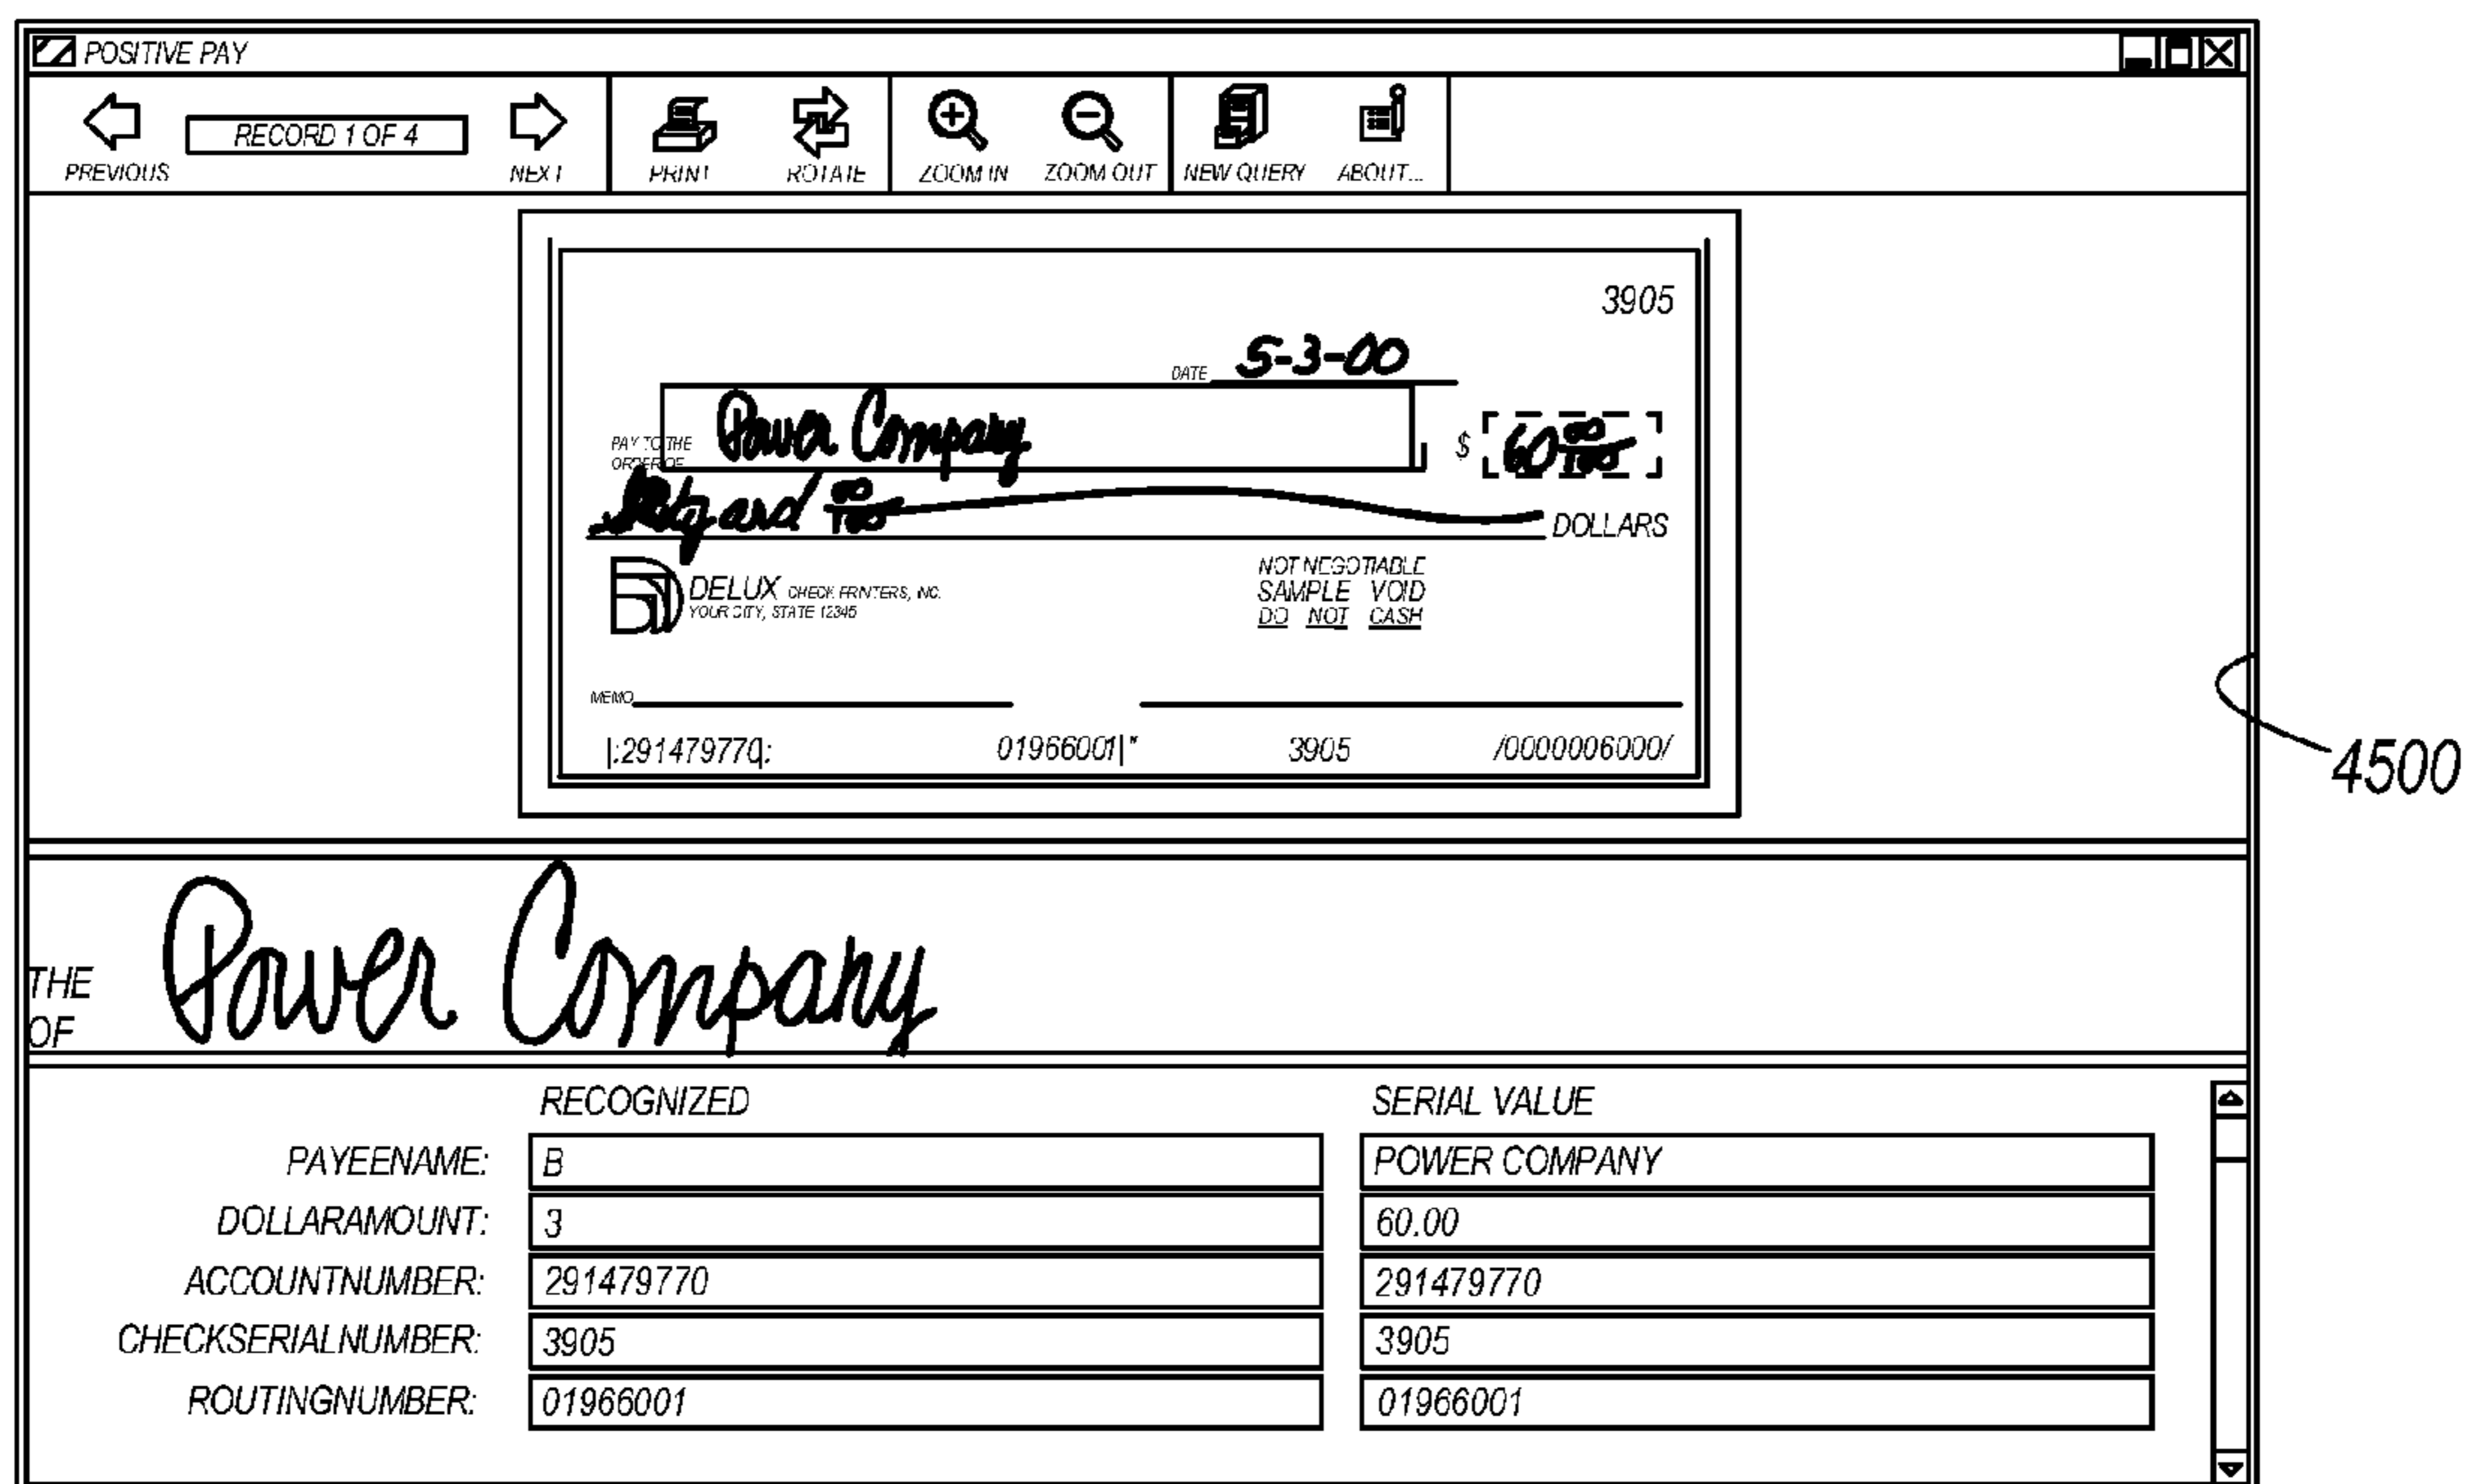 POSITIVE PAY
RECORD 1 OF 4
PREVIOUS NEXT PRINT ROTATE ZOOM IN ZOOM OUT NEW QUERY ABOUT...
3905
DATE 5-3-00
PAY TO THE
ORDER OF Power Company $ 60 00/100
and 00/100 DOLLARS
DELUX CHECK PRINTERS, INC.
YOUR CITY, STATE 12345
NOT NEGOTIABLE
SAMPLE VOID
DO NOT CASH
MEMO
|:291479770|: 01966001|" 3905 /0000006000/
4500
THE
OF
Power Company
RECOGNIZED SERIAL VALUE
PAYEENAME: B POWER COMPANY
DOLLARAMOUNT: 3 60.00
ACCOUNTNUMBER: 291479770 291479770
CHECKSERIALNUMBER: 3905 3905
ROUTINGNUMBER: 01966001 01966001